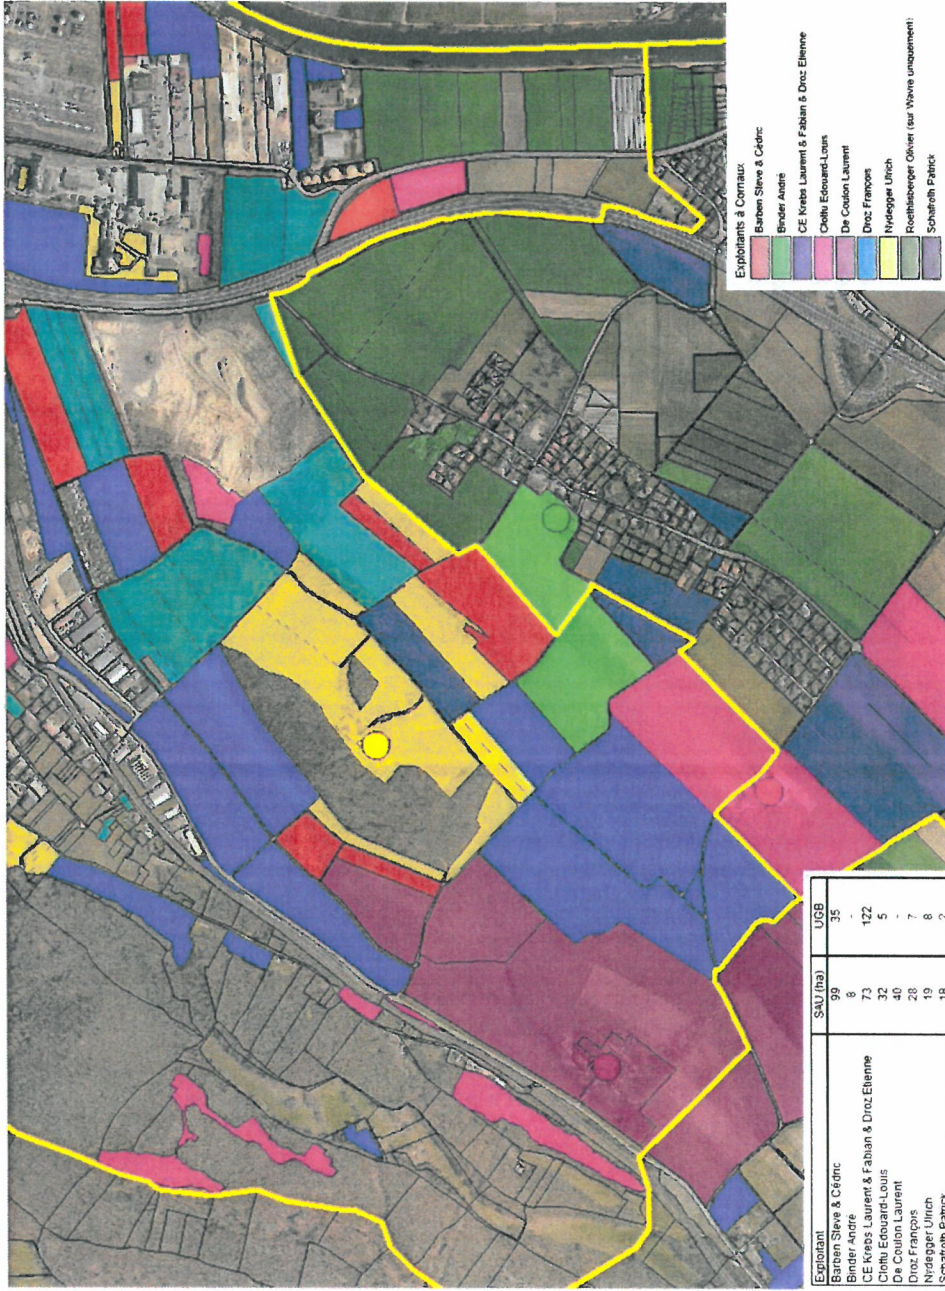 Exploitants à Cornaux
Barben Steve & Cédric
Binder André
CE Krebs Laurent & Fabian & Droz Etienne
Clottu Edouard-Louis
De Coulon Laurent
Droz François
Nydegger Ulrich
Roethlisberger Olivier (sur Wavre uniquement)
Schafroth Patrick
Exploitant SAU (ha) UGB
Barben Steve & Cédric 99 35
Binder André 8 -
CE Krebs Laurent & Fabian & Droz Etienne 73 122
Clottu Edouard-Louis 32 5
De Coulon Laurent 40 -
Droz François 28 7
Nydegger Ulrich 19 8
Schafroth Patrick 18